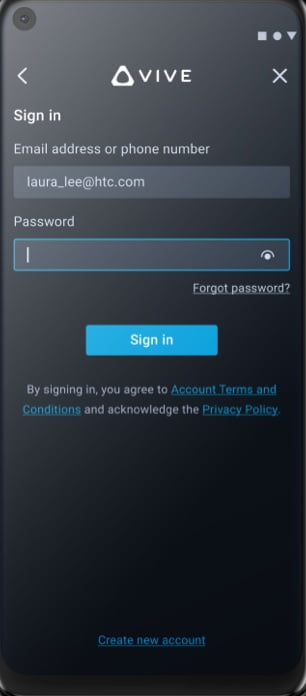 VIVE
Sign in
Email address or phone number
laura_lee@htc.com
Password
Forgot password?
Sign in
By signing in, you agree to Account Terms and
Conditions and acknowledge the Privacy Policy.
Create new account